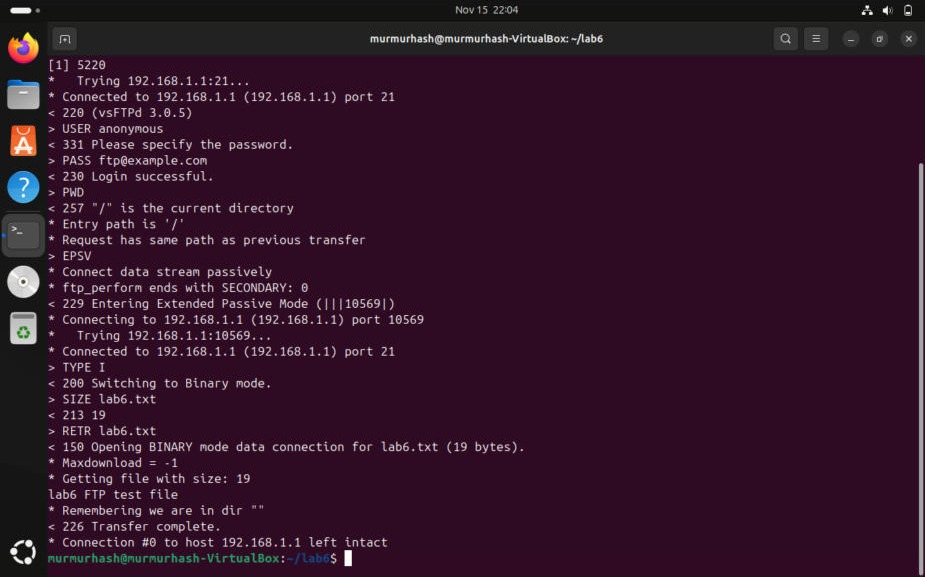 Nov 15 22:04
murmurhash@murmurhash-VirtualBox: ~/lab6
[1] 5220
*   Trying 192.168.1.1:21...
* Connected to 192.168.1.1 (192.168.1.1) port 21
< 220 (vsFTPd 3.0.5)
> USER anonymous
< 331 Please specify the password.
> PASS ftp@example.com
< 230 Login successful.
> PWD
< 257 "/" is the current directory
* Entry path is '/'
* Request has same path as previous transfer
> EPSV
* Connect data stream passively
* ftp_perform ends with SECONDARY: 0
< 229 Entering Extended Passive Mode (|||10569|)
* Connecting to 192.168.1.1 (192.168.1.1) port 10569
*   Trying 192.168.1.1:10569...
* Connected to 192.168.1.1 (192.168.1.1) port 21
> TYPE I
< 200 Switching to Binary mode.
> SIZE lab6.txt
< 213 19
> RETR lab6.txt
< 150 Opening BINARY mode data connection for lab6.txt (19 bytes).
* Maxdownload = -1
* Getting file with size: 19
lab6 FTP test file
* Remembering we are in dir ""
< 226 Transfer complete.
* Connection #0 to host 192.168.1.1 left intact
murmurhash@murmurhash-VirtualBox:~/lab6$